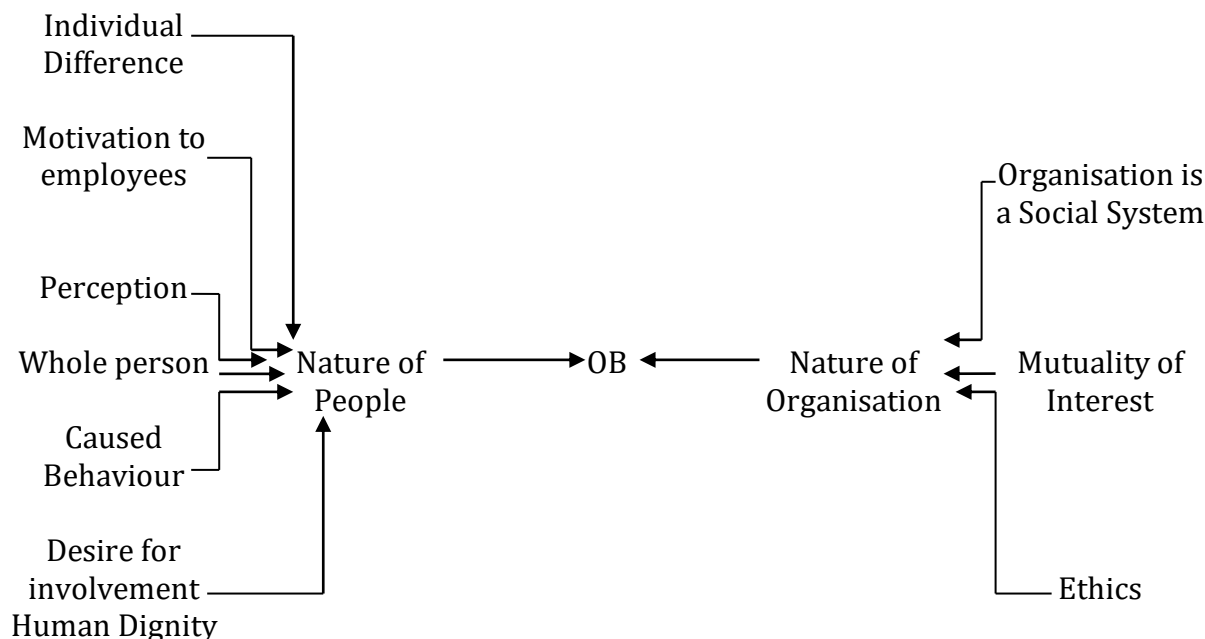 Individual
Difference
Motivation to
employees
Perception
Whole person
Caused
Behaviour
Desire for
involvement
Human Dignity
Nature of
People
OB
Nature of
Organisation
Organisation is
a Social System
Mutuality of
Interest
Ethics